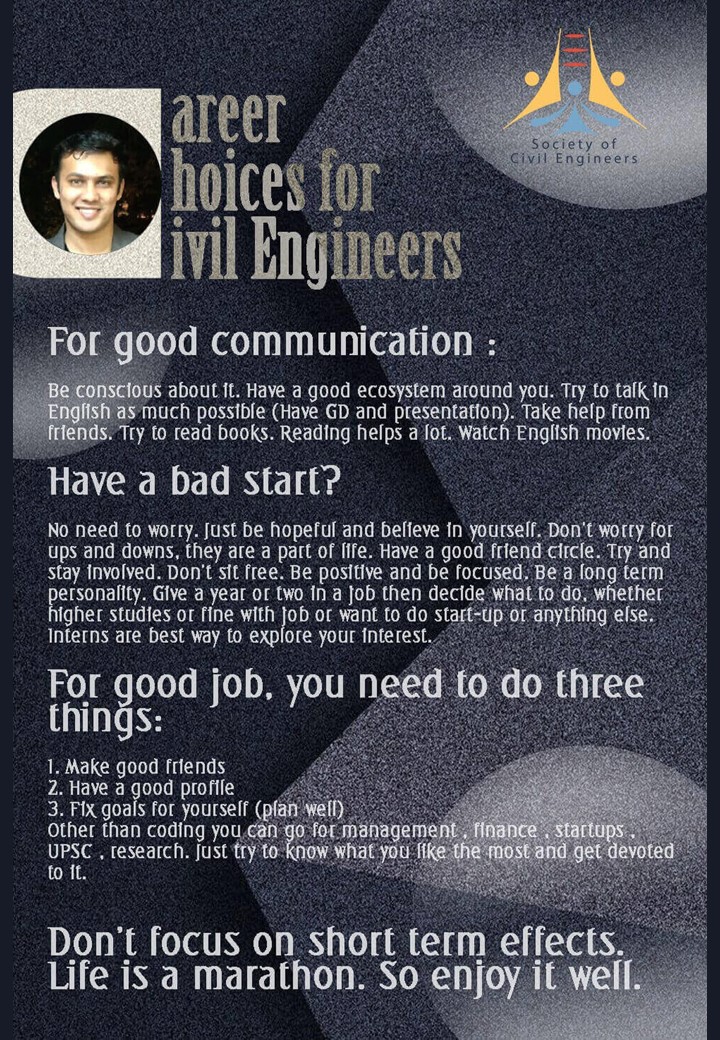 Society of
Civil Engineers
areer
hoices for
ivil Engineers
For good communication :
Be conscious about it. Have a good ecosystem around you. Try to talk in
English as much possible (Have GD and presentation). Take help from
friends. Try to read books. Reading helps a lot. Watch English movies.
Have a bad start?
No need to worry. Just be hopeful and believe in yourself. Don't worry for
ups and downs, they are a part of life. Have a good friend circle. Try and
stay involved. Don't sit free. Be positive and be focused. Be a long term
personality. Give a year or two in a job then decide what to do, whether
higher studies or fine with job or want to do start-up or anything else.
Interns are best way to explore your interest.
For good job, you need to do three
things:
1. Make good friends
2. Have a good profile
3. Fix goals for yourself (plan well)
Other than coding you can go for management , finance , startups ,
UPSC , research. Just try to know what you like the most and get devoted
to it.
Don't focus on short term effects.
Life is a marathon. So enjoy it well.